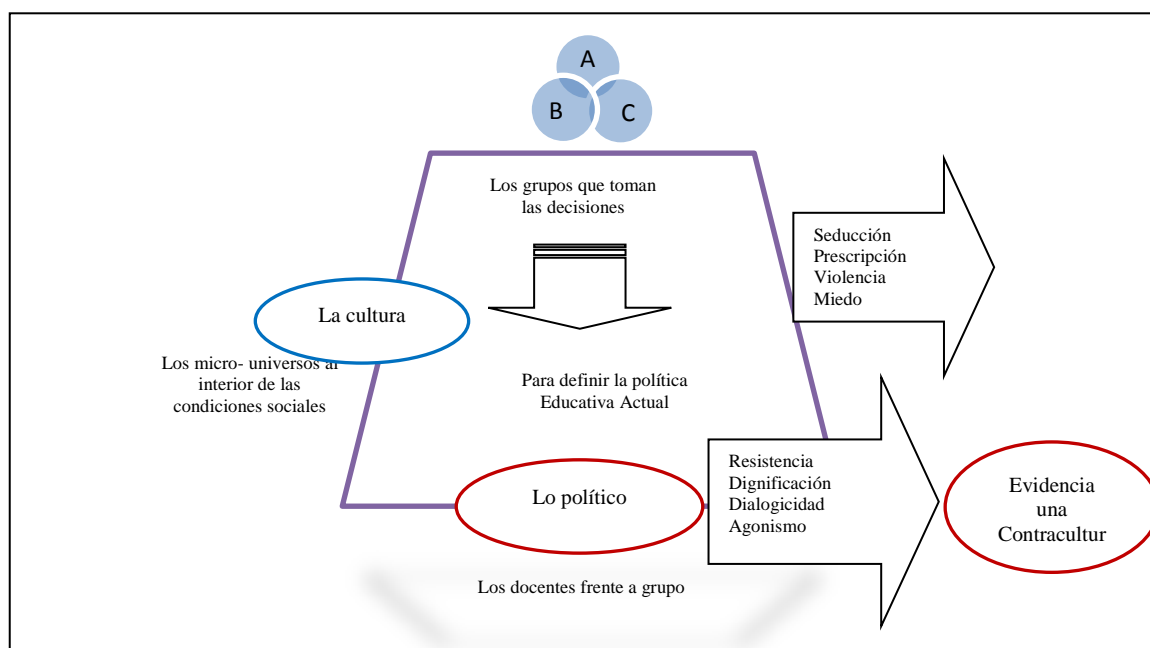 A
B
C
Los grupos que toman
las decisiones
Seducción
Prescripción
Violencia
Miedo
La cultura
Los micro- universos al
interior de las
condiciones sociales
Para definir la política
Educativa Actual
Resistencia
Dignificación
Dialogicidad
Agonismo
Lo político
Evidencia
una
Contracultur
Los docentes frente a grupo